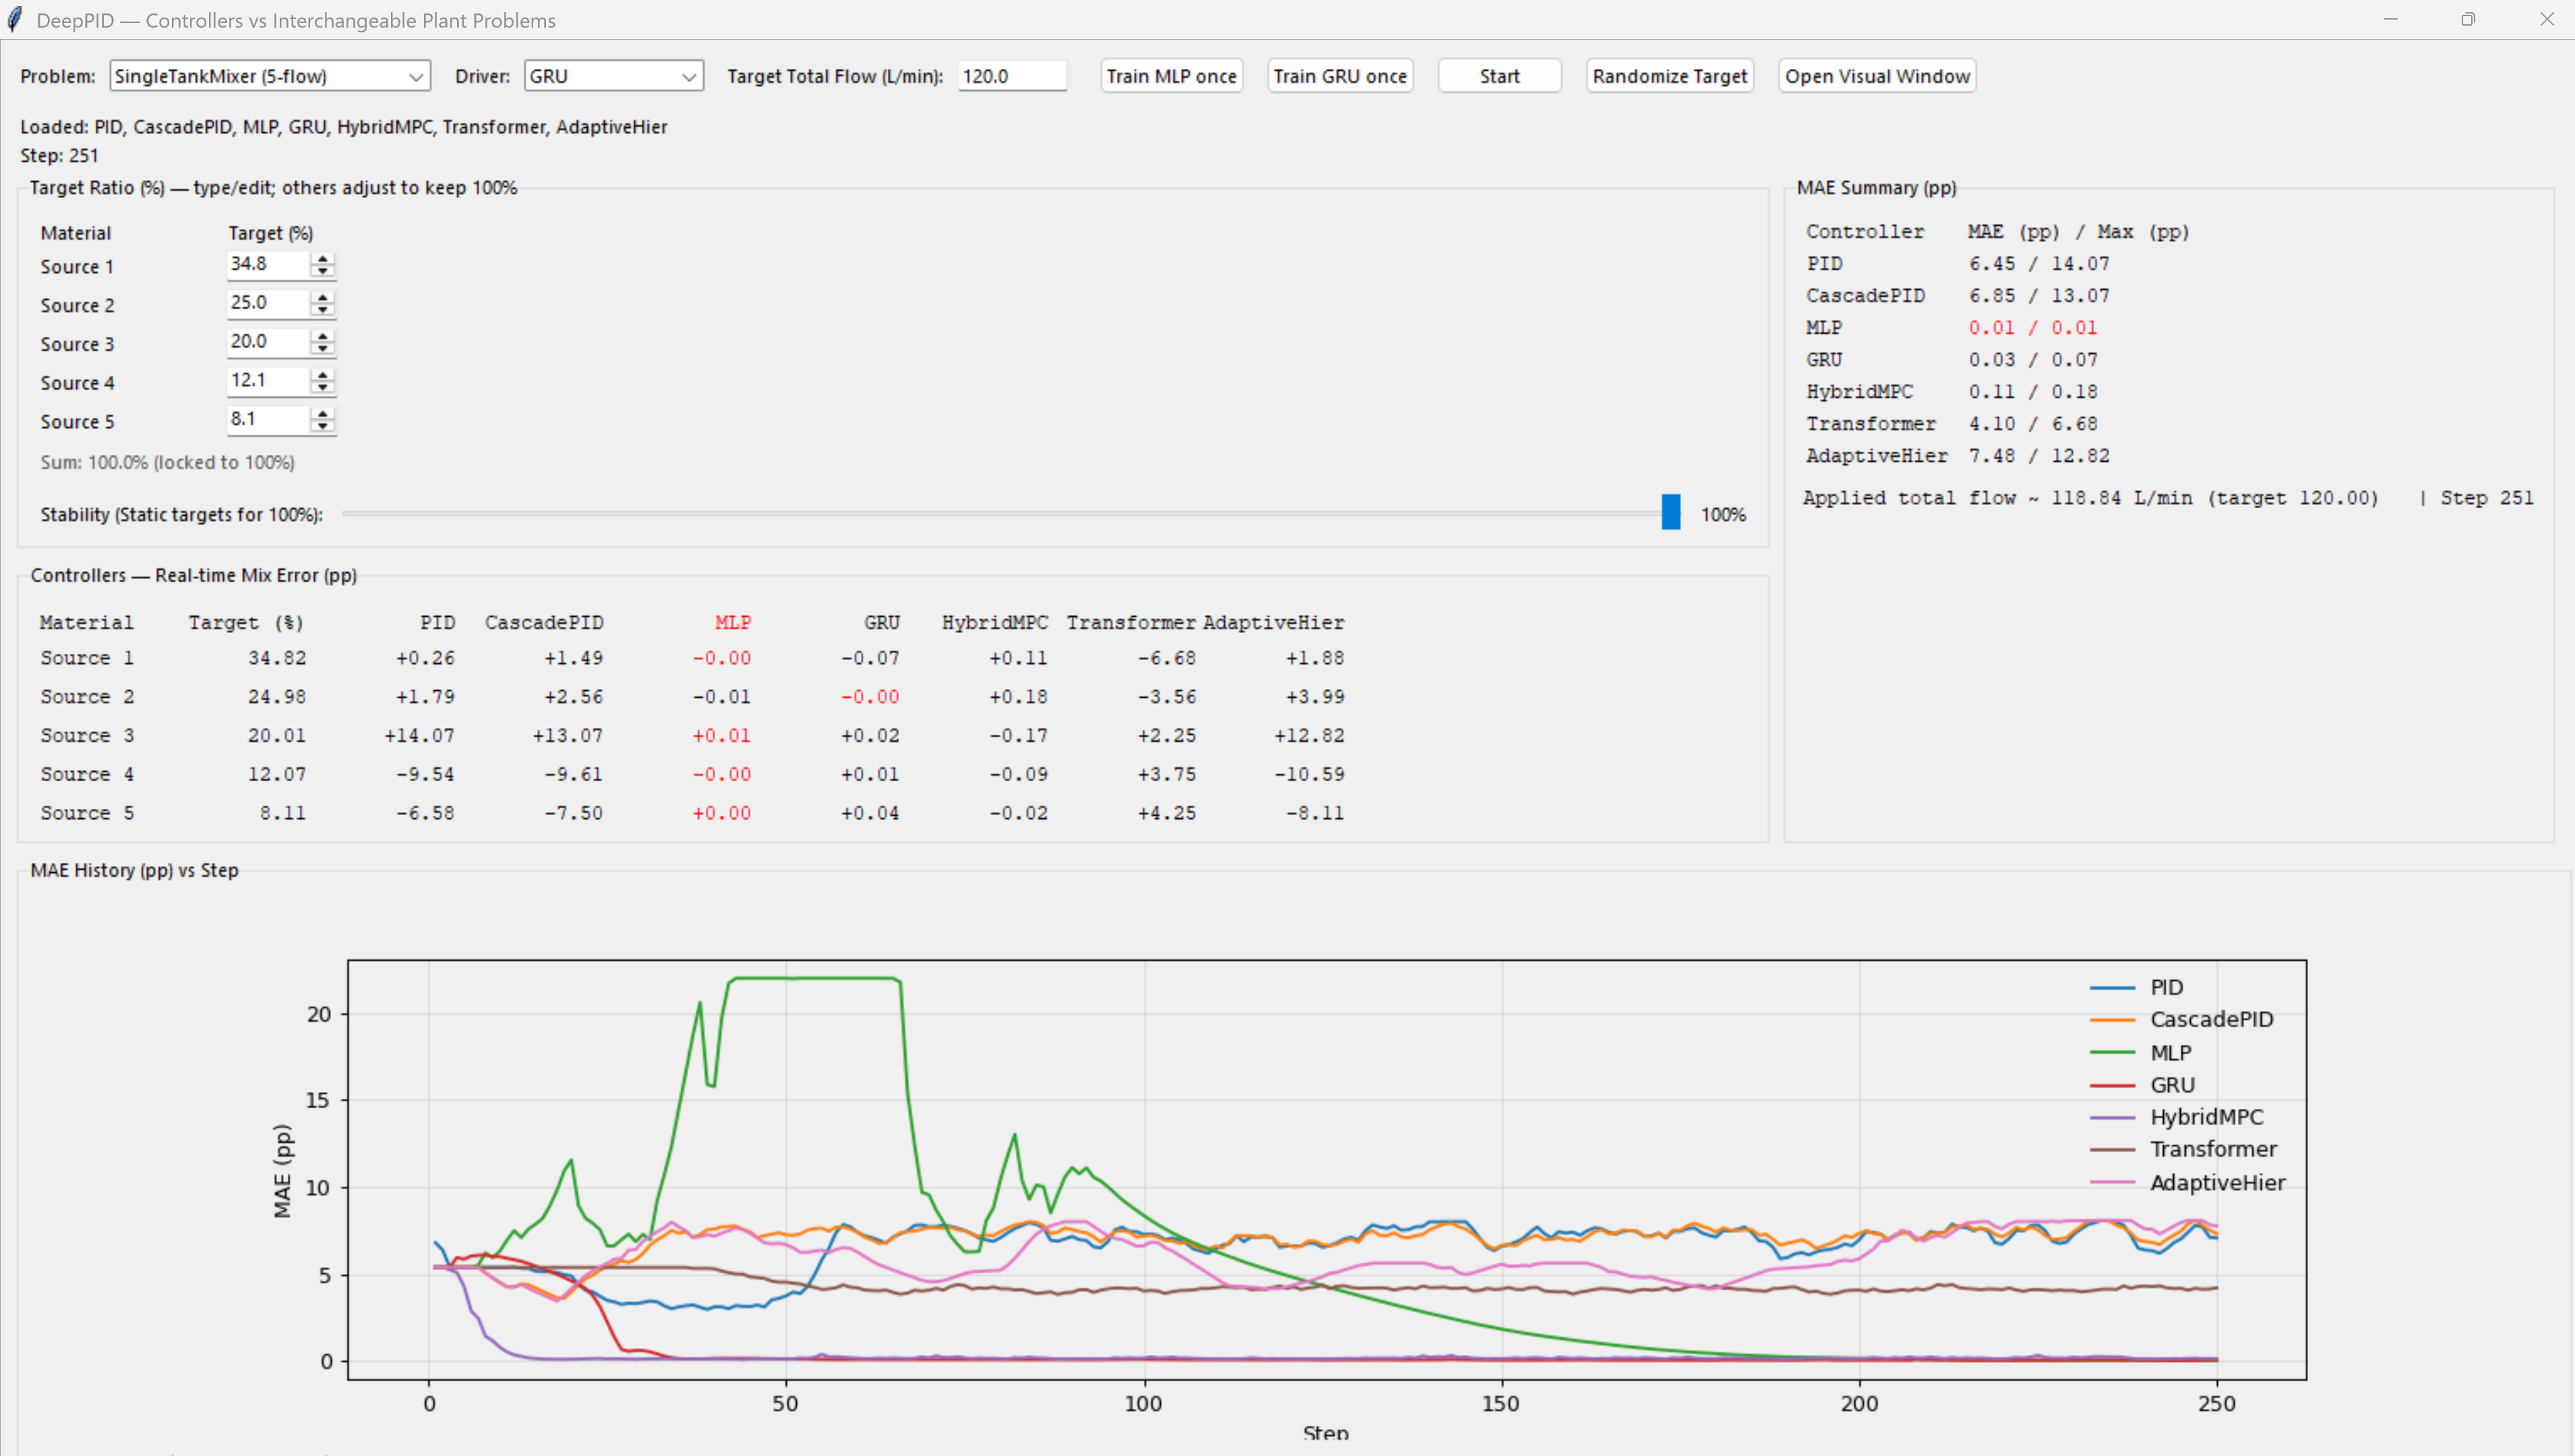 DeepPID — Controllers vs Interchangeable Plant Problems
Problem: SingleTankMixer (5-flow) Driver: GRU Target Total Flow (L/min): 120.0 Train MLP once Train GRU once Start Randomize Target Open Visual Window
Loaded: PID, CascadePID, MLP, GRU, HybridMPC, Transformer, AdaptiveHier
Step: 251
Target Ratio (%) — type/edit; others adjust to keep 100%
Material Target (%)
Source 1 34.8
Source 2 25.0
Source 3 20.0
Source 4 12.1
Source 5 8.1
Sum: 100.0% (locked to 100%)
Stability (Static targets for 100%): 100%
MAE Summary (pp)
Controller MAE (pp) / Max (pp)
PID 6.45 / 14.07
CascadePID 6.85 / 13.07
MLP 0.01 / 0.01
GRU 0.03 / 0.07
HybridMPC 0.11 / 0.18
Transformer 4.10 / 6.68
AdaptiveHier 7.48 / 12.82
Applied total flow ~ 118.84 L/min (target 120.00) | Step 251
Controllers — Real-time Mix Error (pp)
Material Target (%) PID CascadePID MLP GRU HybridMPC Transformer AdaptiveHier
Source 1 34.82 +0.26 +1.49 -0.00 -0.07 +0.11 -6.68 +1.88
Source 2 24.98 +1.79 +2.56 -0.01 -0.00 +0.18 -3.56 +3.99
Source 3 20.01 +14.07 +13.07 +0.01 +0.02 -0.17 +2.25 +12.82
Source 4 12.07 -9.54 -9.61 -0.00 +0.01 -0.09 +3.75 -10.59
Source 5 8.11 -6.58 -7.50 +0.00 +0.04 -0.02 +4.25 -8.11
MAE History (pp) vs Step
MAE (pp)
20
15
10
5
0
PID
CascadePID
MLP
GRU
HybridMPC
Transformer
AdaptiveHier
0 50 100 150 200 250
Step